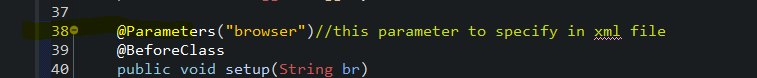 37
38 @Parameters("browser")//this parameter to specify in xml file
39 @BeforeClass
40 public void setup(String br)